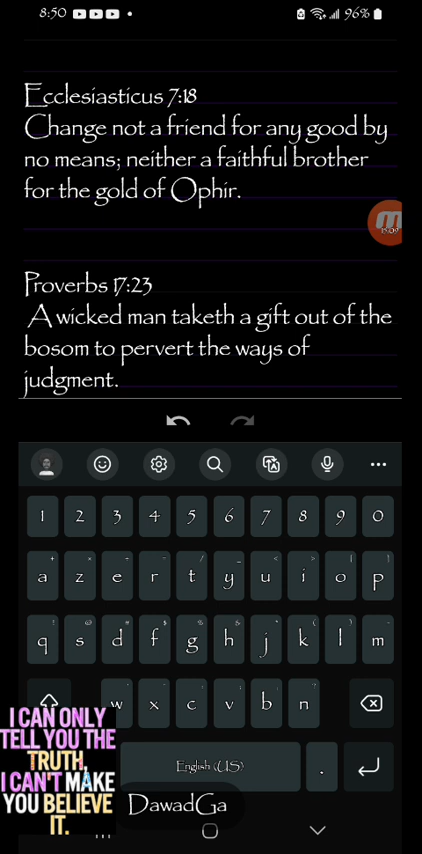 8:50 96%
Ecclesiasticus 7:18
Change not a friend for any good by
no means; neither a faithful brother
for the gold of Ophir.
15:09
Proverbs 17:23
A wicked man taketh a gift out of the
bosom to pervert the ways of
judgment.
1 2 3 4 5 6 7 8 9 0
a z e r t y u i o p
q s d f g h j k l m
w x c v b n
English (US) .
I CAN ONLY
TELL YOU THE
TRUTH,
I CAN'T MAKE
YOU BELIEVE
IT.
DawadGa